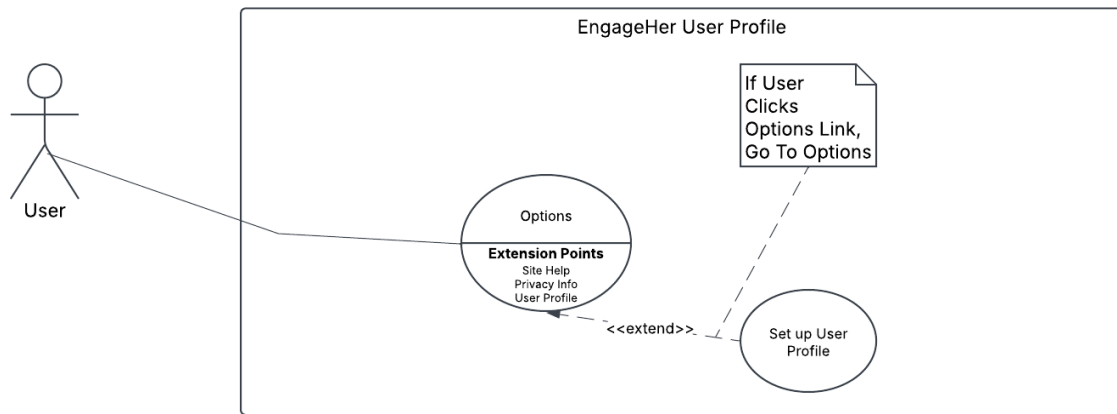 EngageHer User Profile
If User
Clicks
Options Link,
Go To Options
User
Options
Extension Points
Site Help
Privacy Info
User Profile
<<extend>>
Set up User
Profile